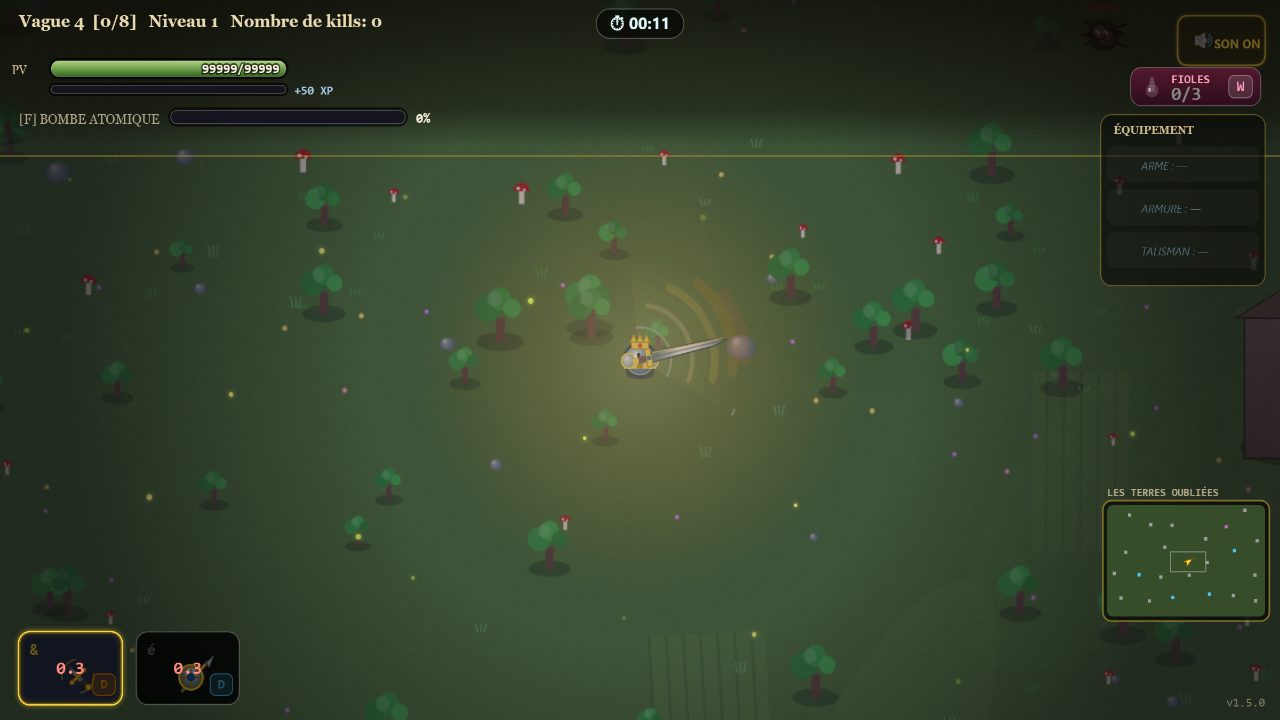 Vague 4 [0/8] Niveau 1 Nombre de kills: 0
00:11
SON ON
PV
99999/99999
+50 XP
FIOLES
0/3
W
[F] BOMBE ATOMIQUE
0%
ÉQUIPEMENT
ARME : —
ARMURE : —
TALISMAN : —
LES TERRES OUBLIÉES
&
0.3
D
é
0.3
D
v1.5.0